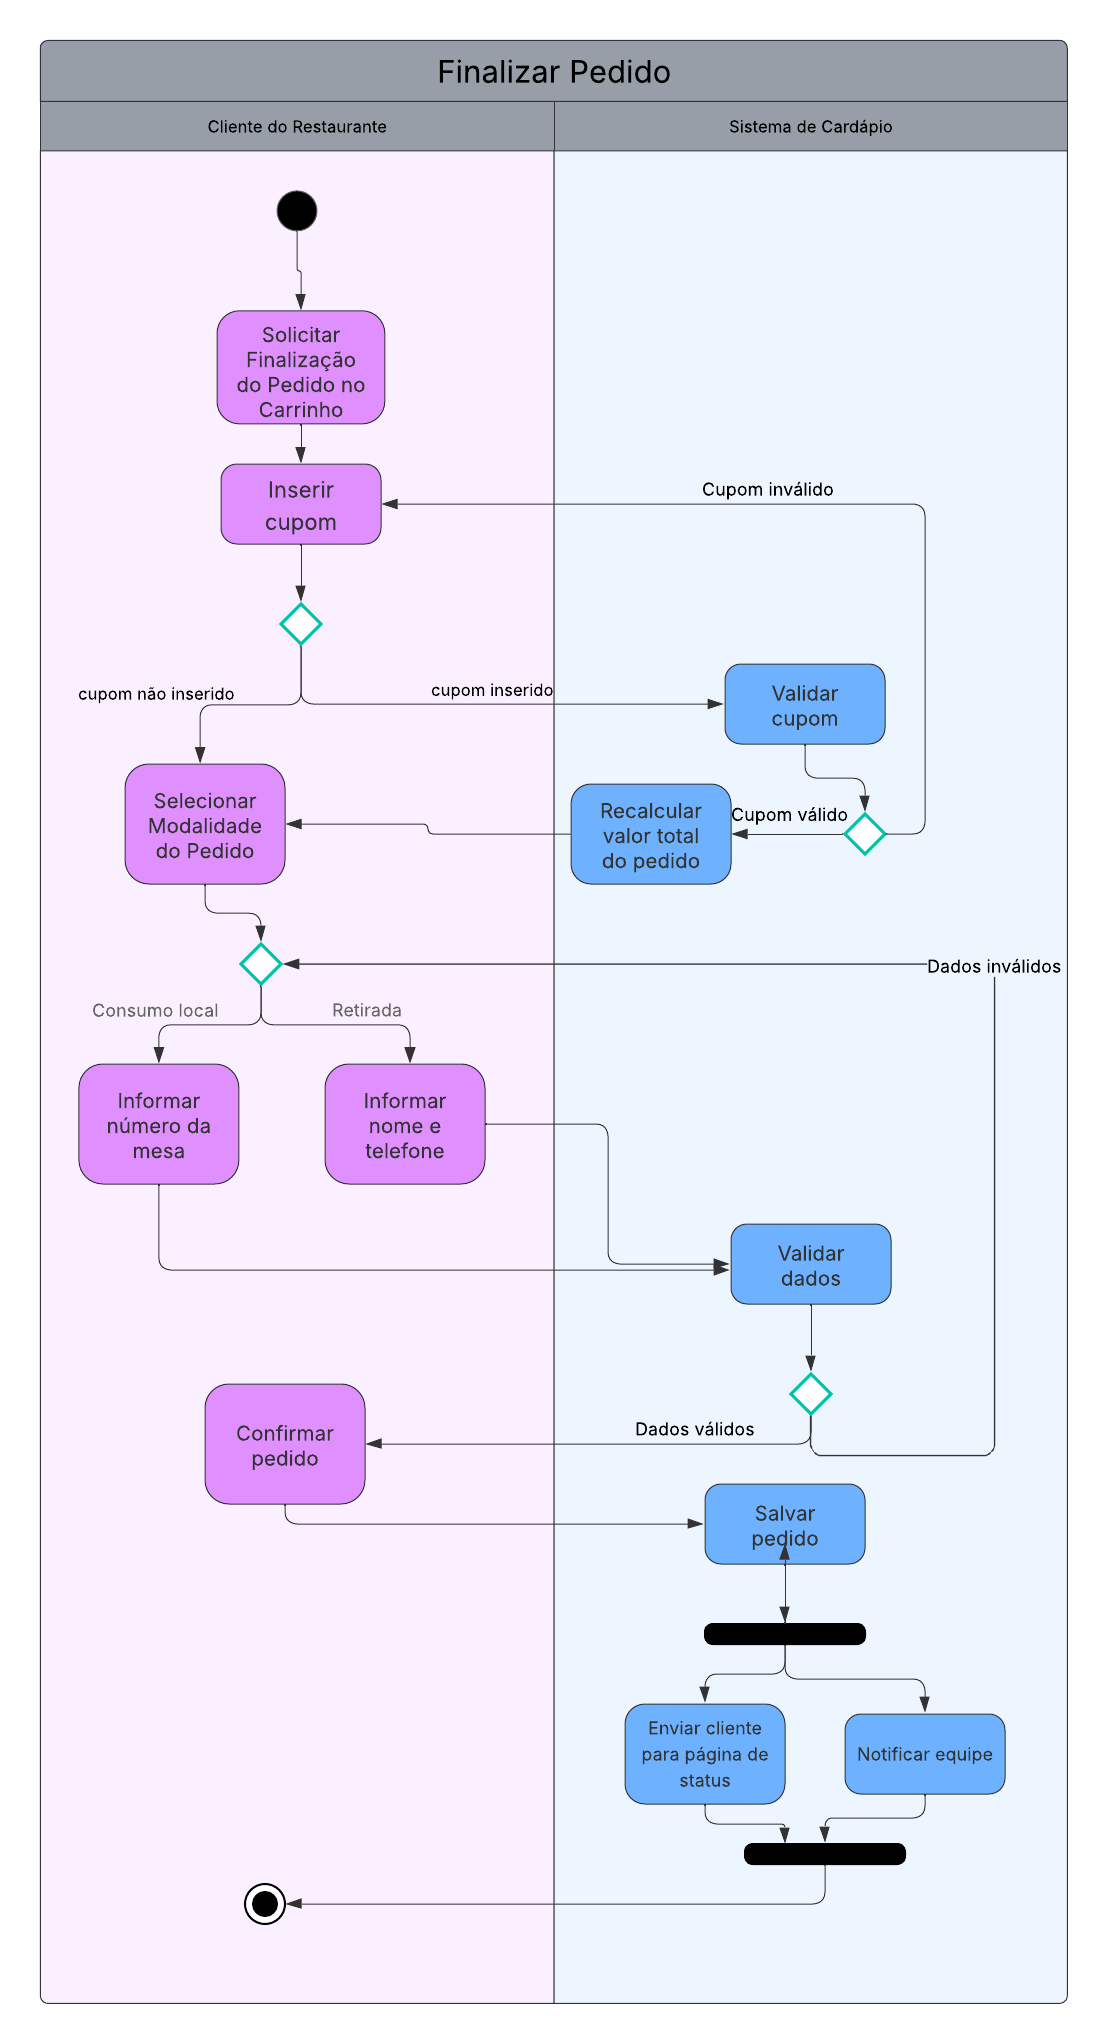 Finalizar Pedido
Cliente do Restaurante
Sistema de Cardápio
Solicitar
Finalização
do Pedido no
Carrinho
Inserir
cupom
Cupom inválido
cupom não inserido
cupom inserido
Validar
cupom
Selecionar
Modalidade
do Pedido
Recalcular
valor total
do pedido
Cupom válido
Dados inválidos
Consumo local
Retirada
Informar
número da
mesa
Informar
nome e
telefone
Validar
dados
Confirmar
pedido
Dados válidos
Salvar
pedido
Enviar cliente
para página de
status
Notificar equipe